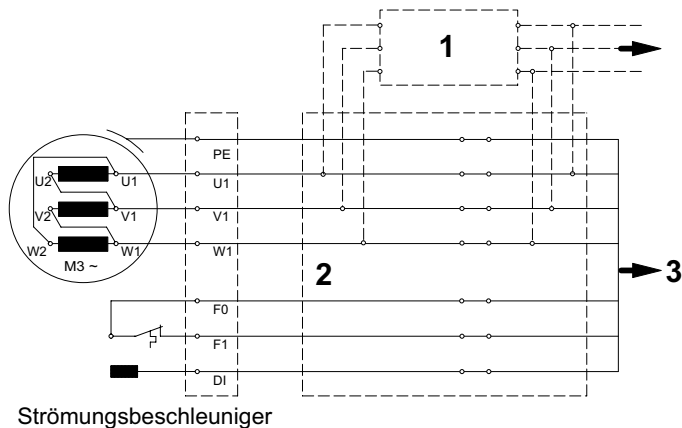 1
PE
U2 U1 U1
V2 V1 V1
W2 W1 W1
M3 ~
2
3
F0
F1
DI
Strömungsbeschleuniger